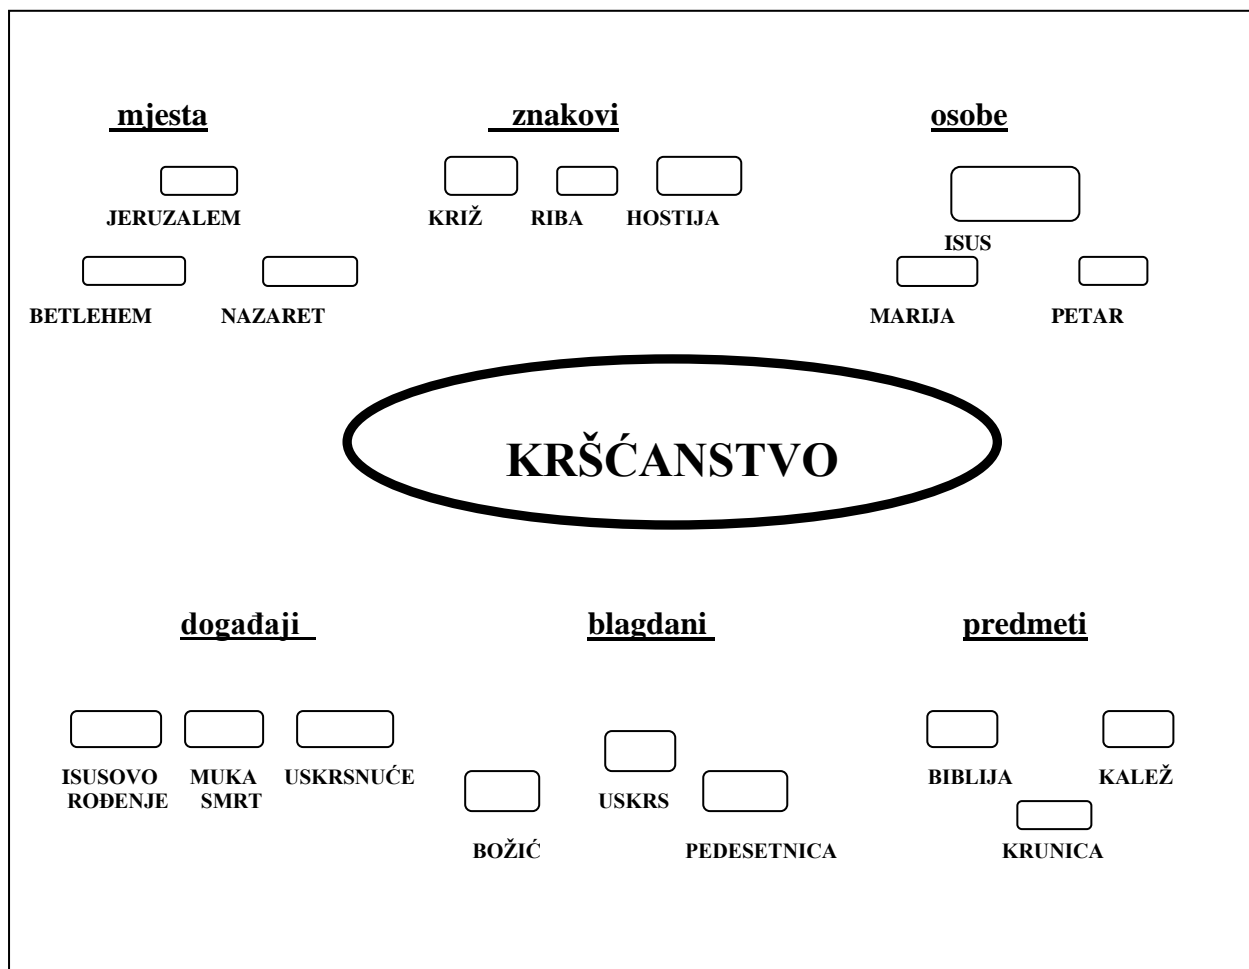 mjesta
znakovi
osobe
JERUZALEM
KRIŽ RIBA HOSTIJA
ISUS
BETLEHEM NAZARET
MARIJA PETAR
KRŠĆANSTVO
događaji
blagdani
predmeti
ISUSOVO MUKA USKRSNUĆE
ROĐENJE SMRT
USKRS
BOŽIĆ PEDESETNICA
BIBLIJA KALEŽ
KRUNICA